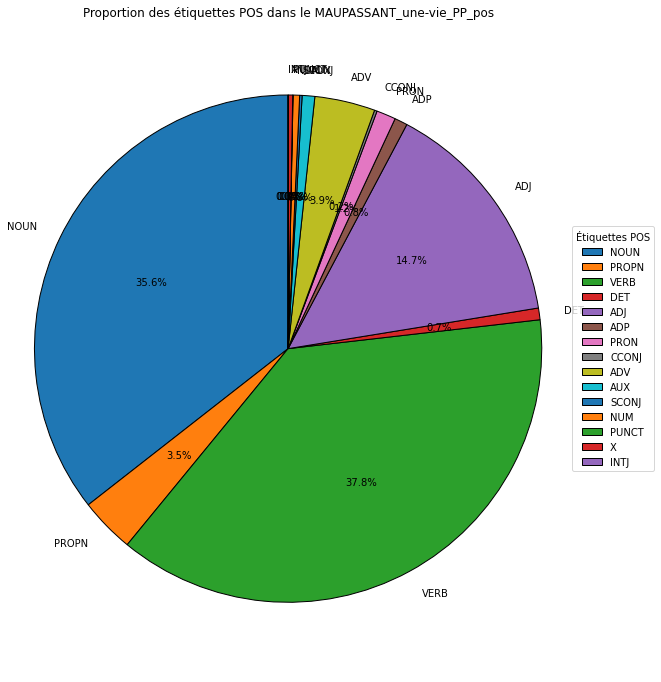 Proportion des étiquettes POS dans le MAUPASSANT_une-vie_PP_pos
ADV
CCONJ
PRON
ADP
ADJ
NOUN
3.9%
0.8%
14.7%
35.6%
Étiquettes POS
NOUN
PROPN
VERB
DET
ADJ
ADP
PRON
CCONJ
ADV
AUX
SCONJ
NUM
PUNCT
X
INTJ
0.7%
3.5%
37.8%
PROPN
VERB